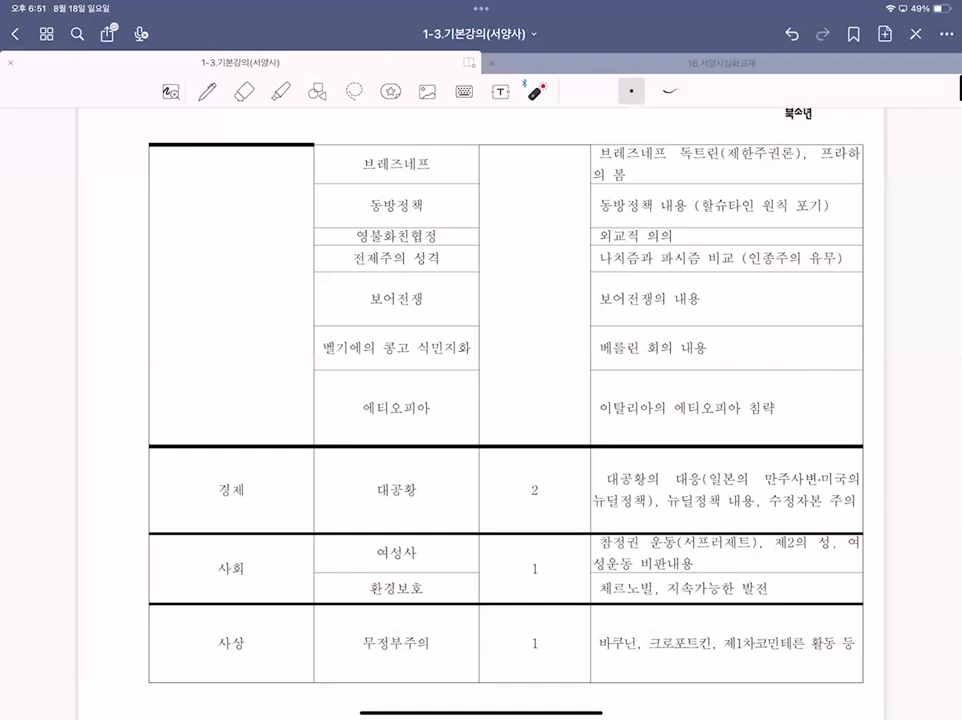 오후 6:51 8월 18일 일요일
49%
1-3.기본강의(서양사)
1-3.기본강의(서양사)
16.서양사심화교재
북소년
브레즈네프
브레즈네프 독트린(제한주권론), 프라하
의 봄
동방정책
동방정책 내용 (할슈타인 원칙 포기)
영불화친협정
외교적 의의
전제주의 성격
나치즘과 파시즘 비교 (인종주의 유무)
보어전쟁
보어전쟁의 내용
벨기에의 콩고 식민지화
베를린 회의 내용
에티오피아
이탈리아의 에티오피아 침략
경제
대공황
2
대공황의 대응(일본의 만주사변·미국의
뉴딜정책), 뉴딜정책 내용, 수정자본 주의
사회
여성사
1
참정권 운동(서프러제트), 제2의 성, 여
성운동 비판내용
환경보호
체르노빌, 지속가능한 발전
사상
무정부주의
1
바쿠닌, 크로포트킨, 제1차코민테른 활동 등